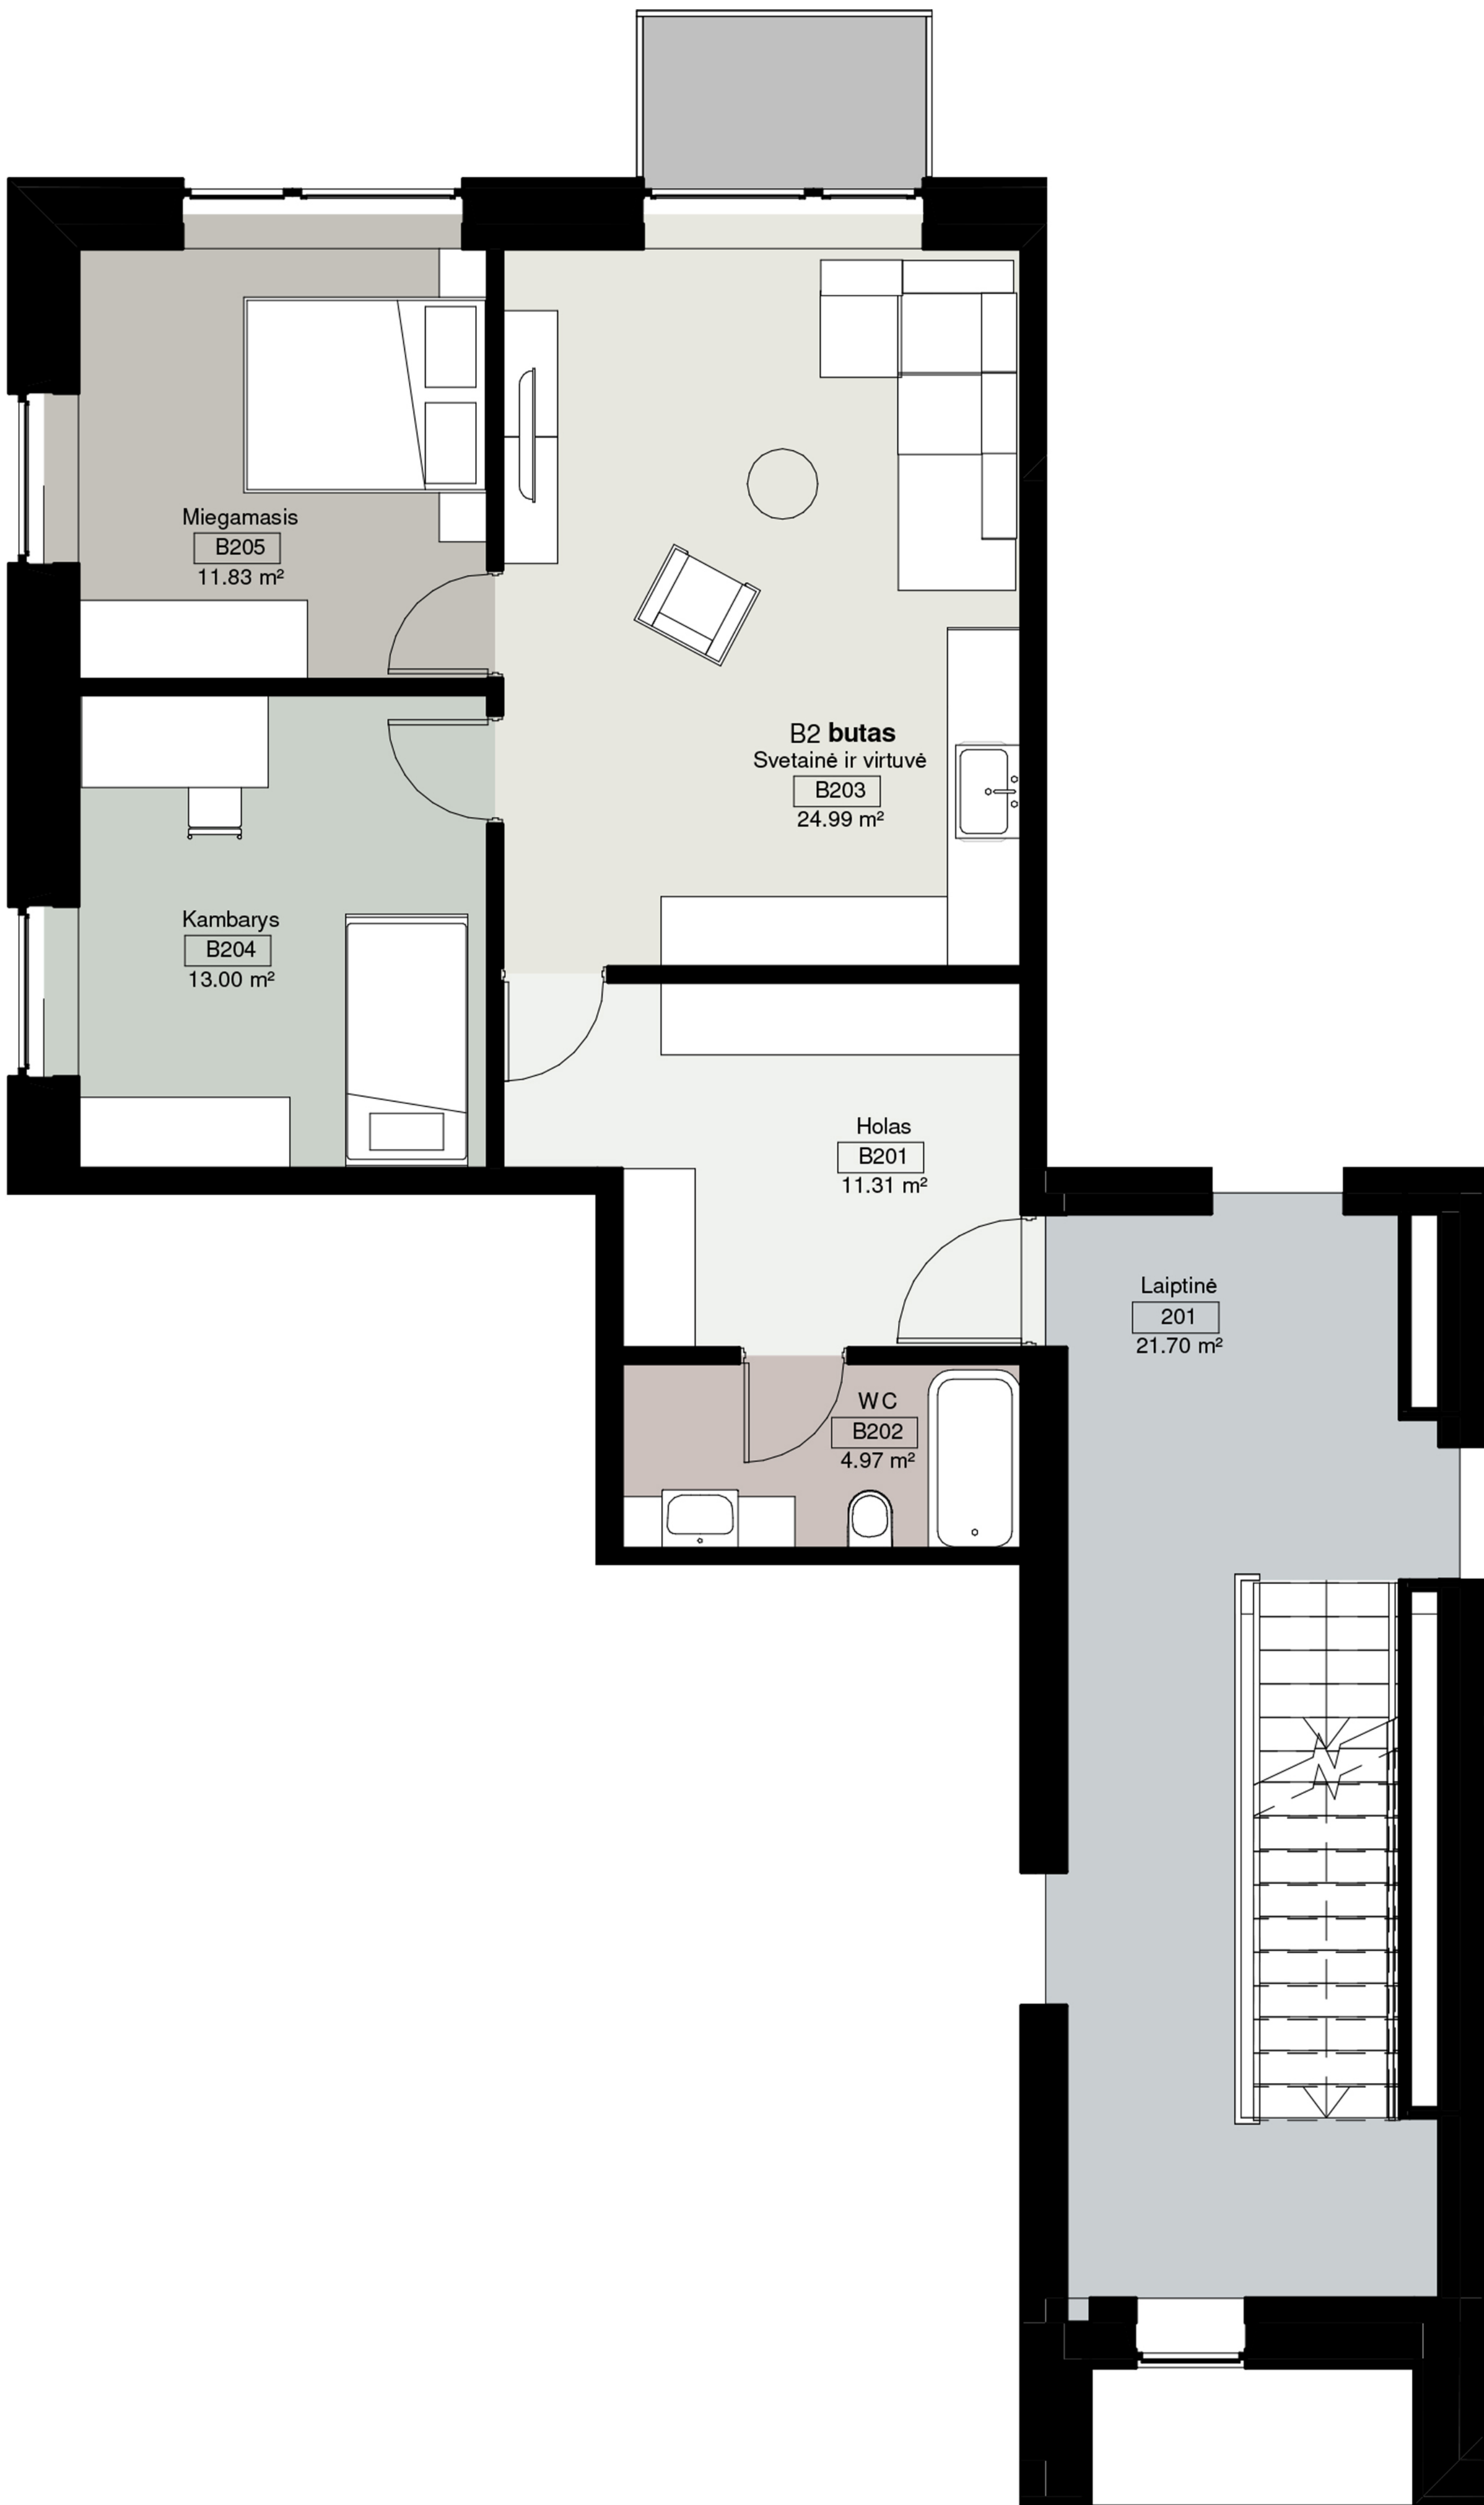 Miegamasis
B205
11.83 m²
B2 butas
Svetainė ir virtuvė
B203
24.99 m²
Kambarys
B204
13.00 m²
Holas
B201
11.31 m²
Laiptinė
201
21.70 m²
WC
B202
4.97 m²